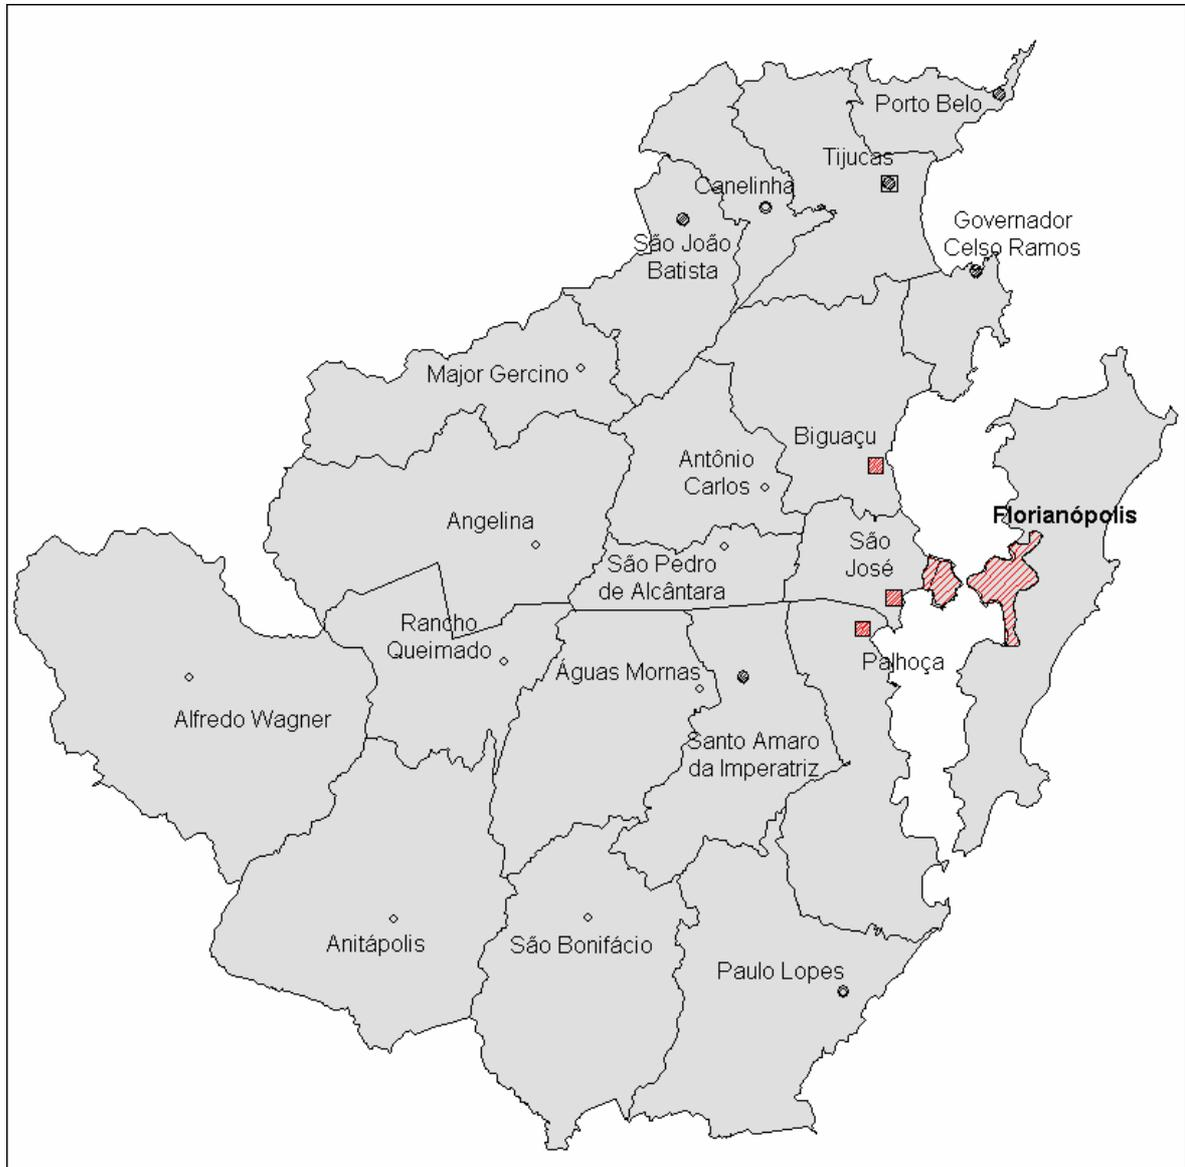 Porto Belo
Tijucas
Canelinha
Governador
Celso Ramos
São João
Batista
Major Gercino
Biguaçu
Antônio
Carlos
Florianópolis
Angelina
São
José
São Pedro
de Alcântara
Rancho
Queimado
Palhoça
Águas Mornas
Alfredo Wagner
Santo Amaro
da Imperatriz
Anitápolis
São Bonifácio
Paulo Lopes